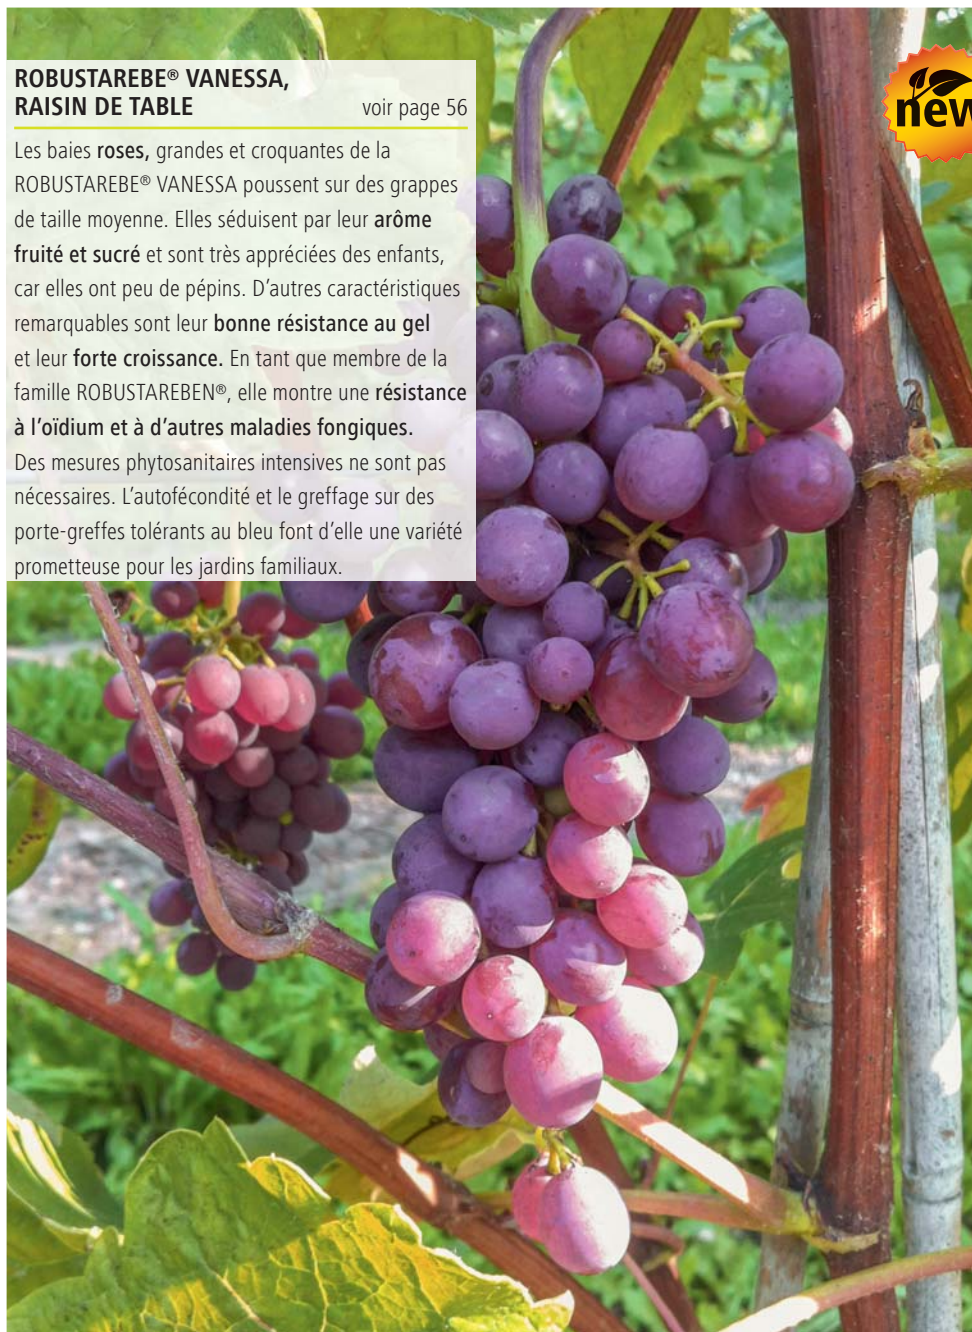 ROBUSTAREBE® VANESSA,
RAISIN DE TABLE voir page 56
Les baies roses, grandes et croquantes de la
ROBUSTAREBE® VANESSA poussent sur des grappes
de taille moyenne. Elles séduisent par leur arôme
fruité et sucré et sont très appréciées des enfants,
car elles ont peu de pépins. D’autres caractéristiques
remarquables sont leur bonne résistance au gel
et leur forte croissance. En tant que membre de la
famille ROBUSTAREBEN®, elle montre une résistance
à l’oïdium et à d’autres maladies fongiques.
Des mesures phytosanitaires intensives ne sont pas
nécessaires. L’autofécondité et le greffage sur des
porte-greffes tolérants au bleu font d’elle une variété
prometteuse pour les jardins familiaux.
new